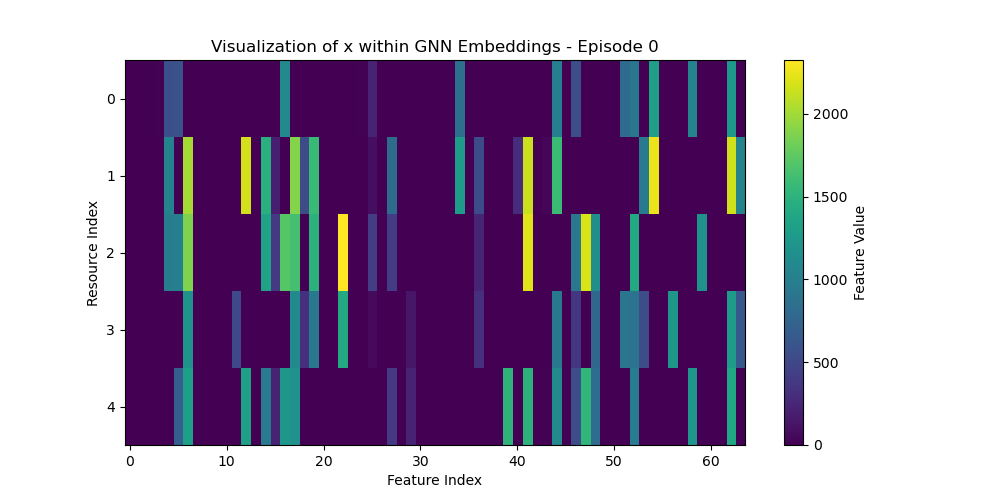 Visualization of x within GNN Embeddings - Episode 0
Resource Index
0
1
2
3
4
0 10 20 30 40 50 60
Feature Index
2000
1500
1000
500
0
Feature Value